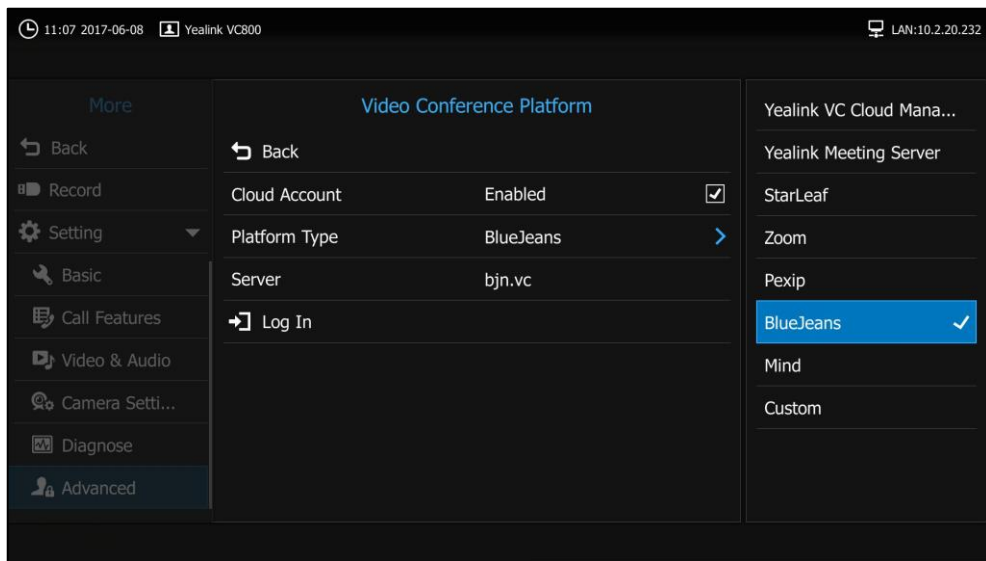 11:07 2017-06-08 Yealink VC800 LAN:10.2.20.232
More
Back
Record
Setting
Basic
Call Features
Video & Audio
Camera Setti...
Diagnose
Advanced
Video Conference Platform
Back
Cloud Account Enabled
Platform Type BlueJeans
Server bjn.vc
Log In
Yealink VC Cloud Mana...
Yealink Meeting Server
StarLeaf
Zoom
Pexip
BlueJeans
Mind
Custom